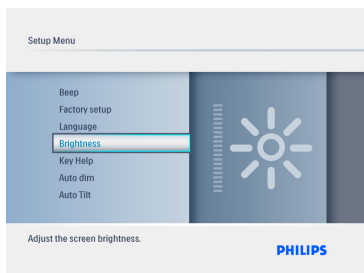 Setup Menu
Beep
Factory setup
Language
Brightness
Key Help
Auto dim
Auto Tilt
Adjust the screen brightness.
PHILIPS